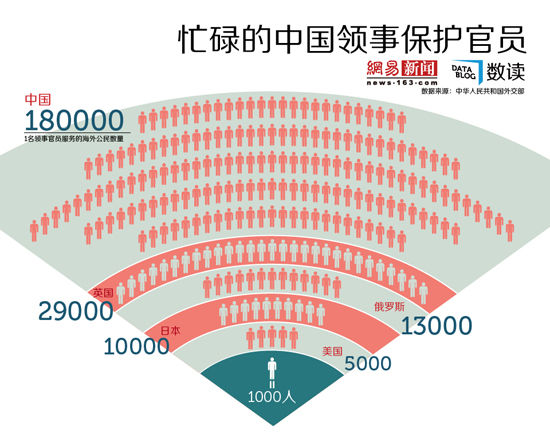 忙碌的中国领事保护官员
網易新闻
news·163.com
DATA BLOG 数读
数据来源：中华人民共和国外交部
中国
180000
1名领事官员服务的海外公民数量
英国
29000
俄罗斯
13000
日本
10000
美国
5000
1000人